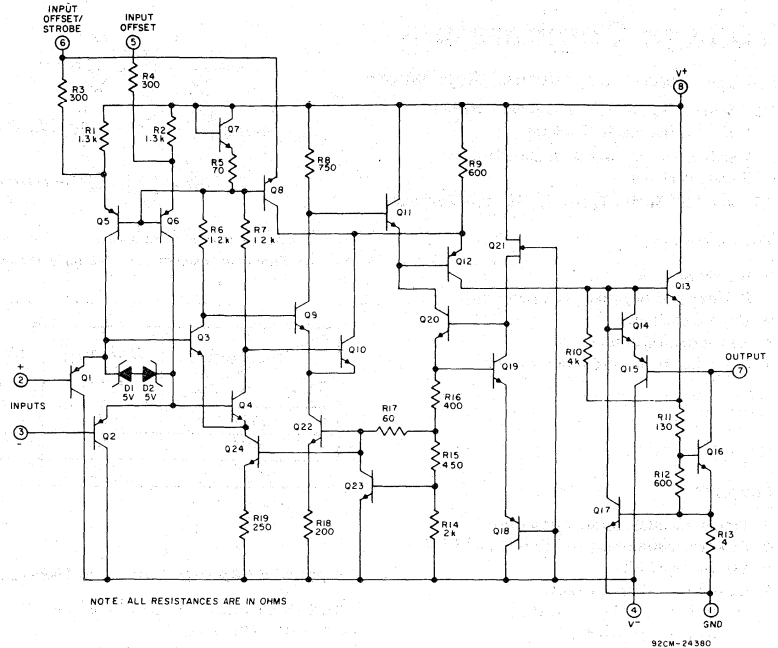 INPUT
OFFSET/
STROBE
6
INPUT
OFFSET
5
R3
300
R4
300
V+
8
R1
1.3k
R2
1.3k
Q7
R5
70
R8
750
R9
600
Q8
Q5
Q6
R6
1.2k
R7
1.2k
Q11
Q21
Q12
Q13
Q3
Q9
Q20
Q14
Q10
R10
4k
Q15
OUTPUT
7
+
2
Q1
D1
5V
D2
5V
Q19
INPUTS
R16
400
R11
130
3
-
Q2
Q4
Q22
R17
60
Q16
Q24
R15
450
R12
600
Q23
Q17
R19
250
R18
200
R14
2k
Q18
R13
4
NOTE: ALL RESISTANCES ARE IN OHMS
4
V-
1
GND
92CM-24380